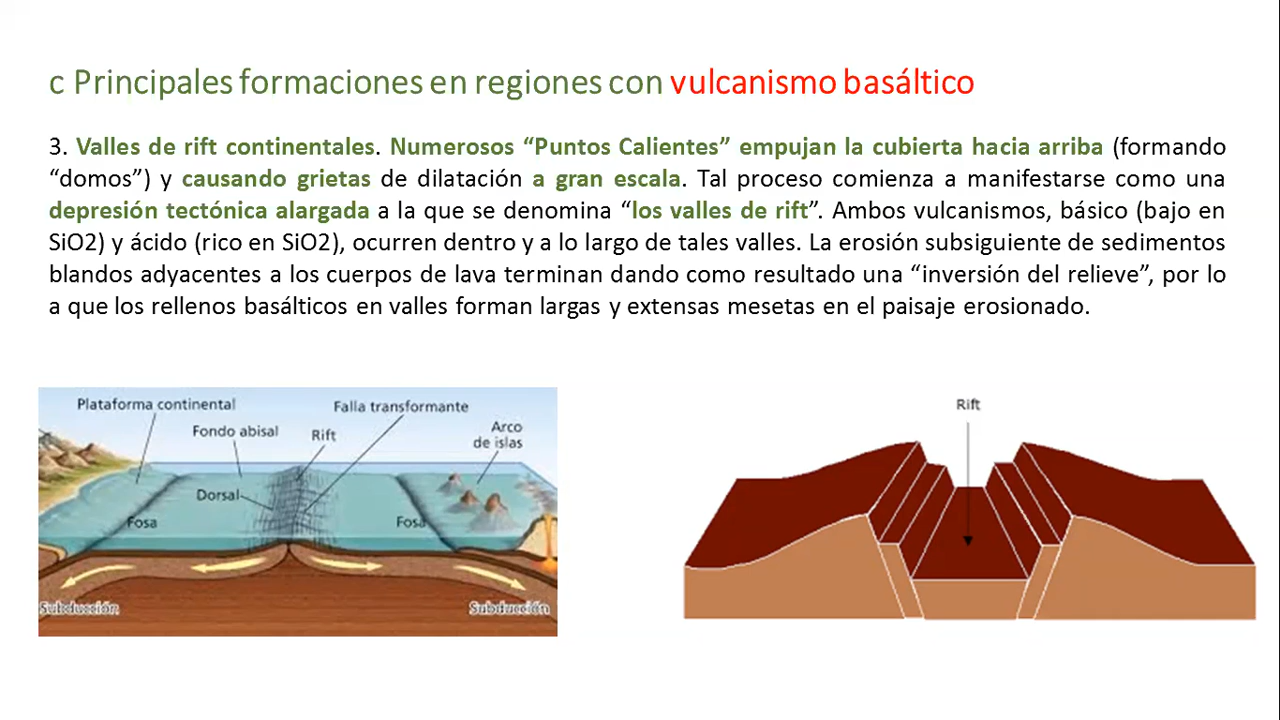 c Principales formaciones en regiones con vulcanismo basáltico
3. Valles de rift continentales. Numerosos “Puntos Calientes” empujan la cubierta hacia arriba (formando
“domos”) y causando grietas de dilatación a gran escala. Tal proceso comienza a manifestarse como una
depresión tectónica alargada a la que se denomina “los valles de rift”. Ambos vulcanismos, básico (bajo en
SiO2) y ácido (rico en SiO2), ocurren dentro y a lo largo de tales valles. La erosión subsiguiente de sedimentos
blandos adyacentes a los cuerpos de lava terminan dando como resultado una “inversión del relieve”, por lo
a que los rellenos basálticos en valles forman largas y extensas mesetas en el paisaje erosionado.
Plataforma continental
Falla transformante
Fondo abisal
Rift
Arco
de islas
Dorsal
Fosa
Fosa
Subducción
Subducción
Rift